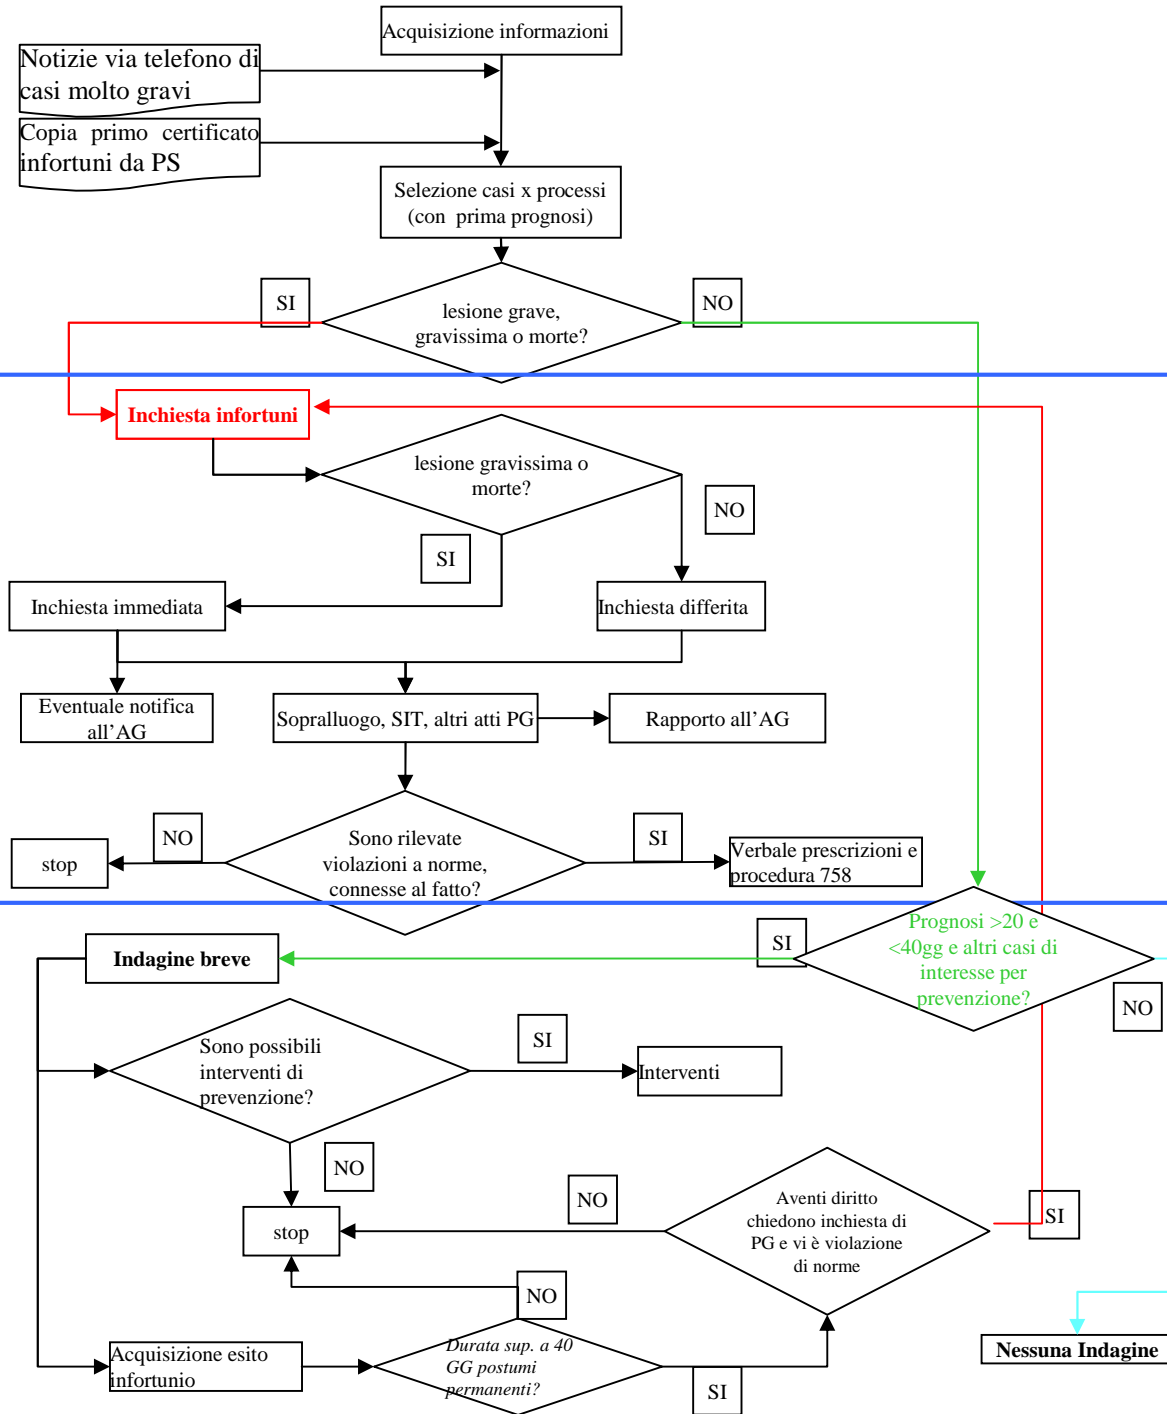 Acquisizione informazioni
Notizie via telefono di
casi molto gravi
Copia primo certificato
infortuni da PS
Selezione casi x processi
(con prima prognosi)
SI
NO
lesione grave,
gravissima o morte?
Inchiesta infortuni
lesione gravissima o
morte?
NO
SI
Inchiesta immediata
Inchiesta differita
Eventuale notifica
all'AG
Sopralluogo, SIT, altri atti PG
Rapporto all'AG
NO
SI
stop
Sono rilevate
violazioni a norme,
connesse al fatto?
Verbale prescrizioni e
procedura 758
Prognosi >20 e
<40gg e altri casi di
interesse per
prevenzione?
SI
NO
Indagine breve
Sono possibili
interventi di
prevenzione?
SI
Interventi
NO
NO
stop
Aventi diritto
chiedono inchiesta di
PG e vi è violazione
di norme
SI
NO
Acquisizione esito
infortunio
Durata sup. a 40
GG postumi
permanenti?
SI
Nessuna Indagine